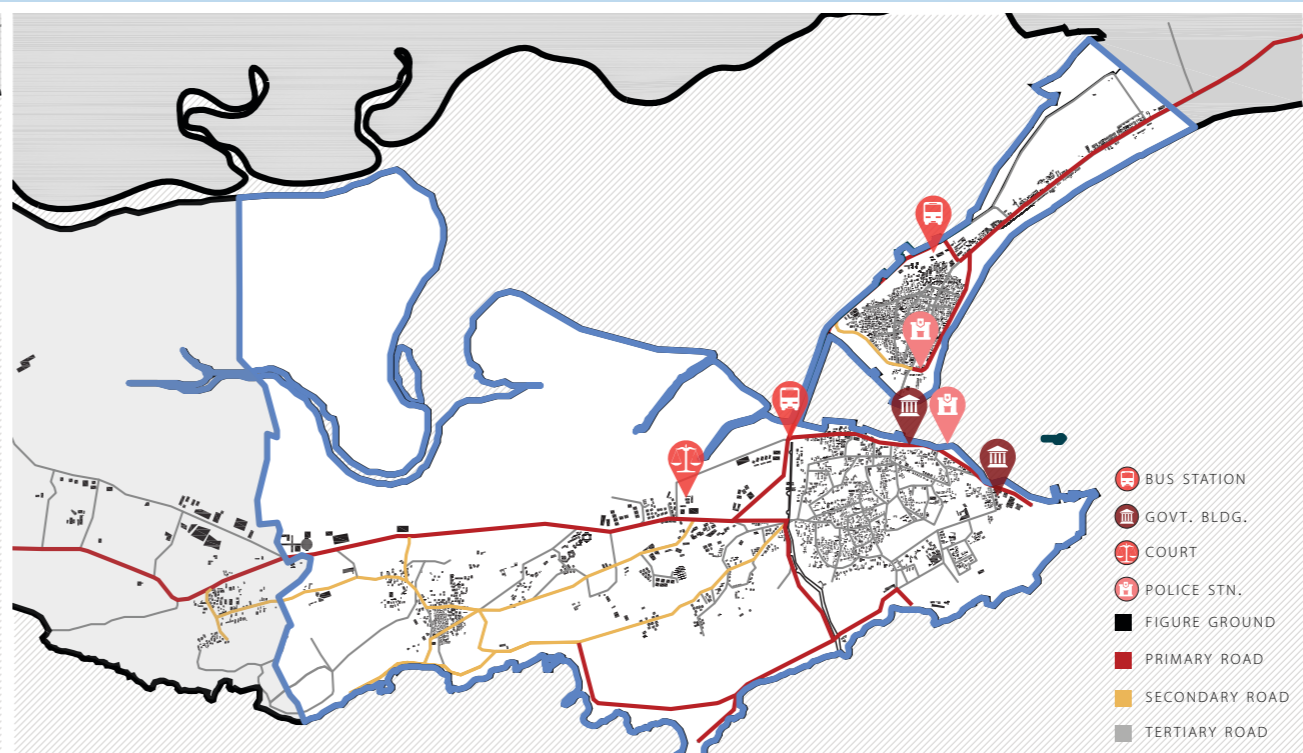 BUS STATION
GOVT. BLDG.
COURT
POLICE STN.
FIGURE GROUND
PRIMARY ROAD
SECONDARY ROAD
TERTIARY ROAD